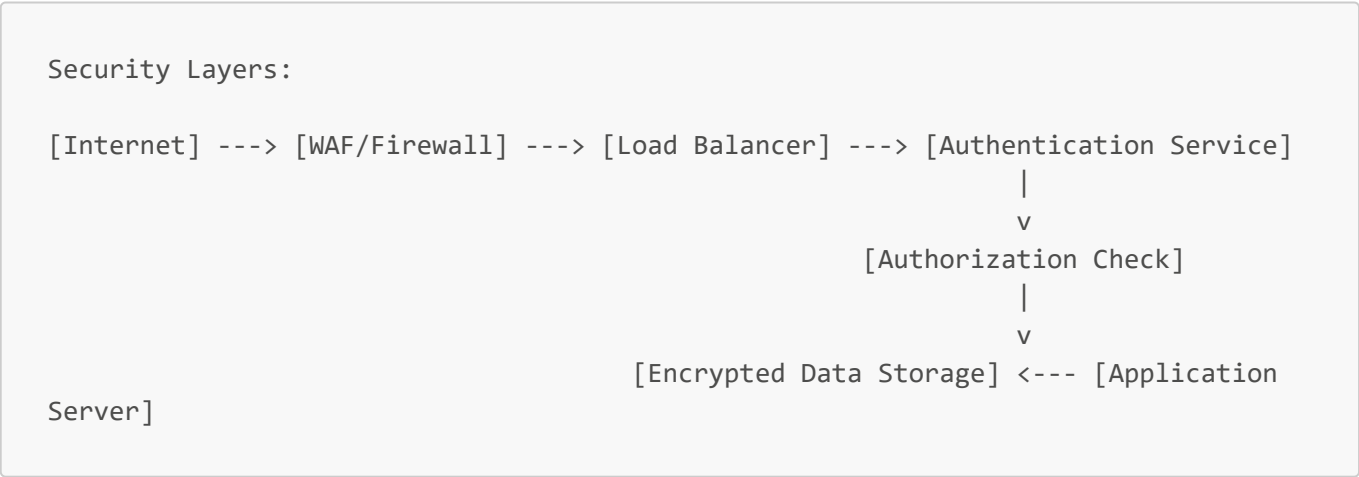 Security Layers:
[Internet] ---> [WAF/Firewall] ---> [Load Balancer] ---> [Authentication Service]
|
v
[Authorization Check]
|
v
[Encrypted Data Storage] <--- [Application
Server]